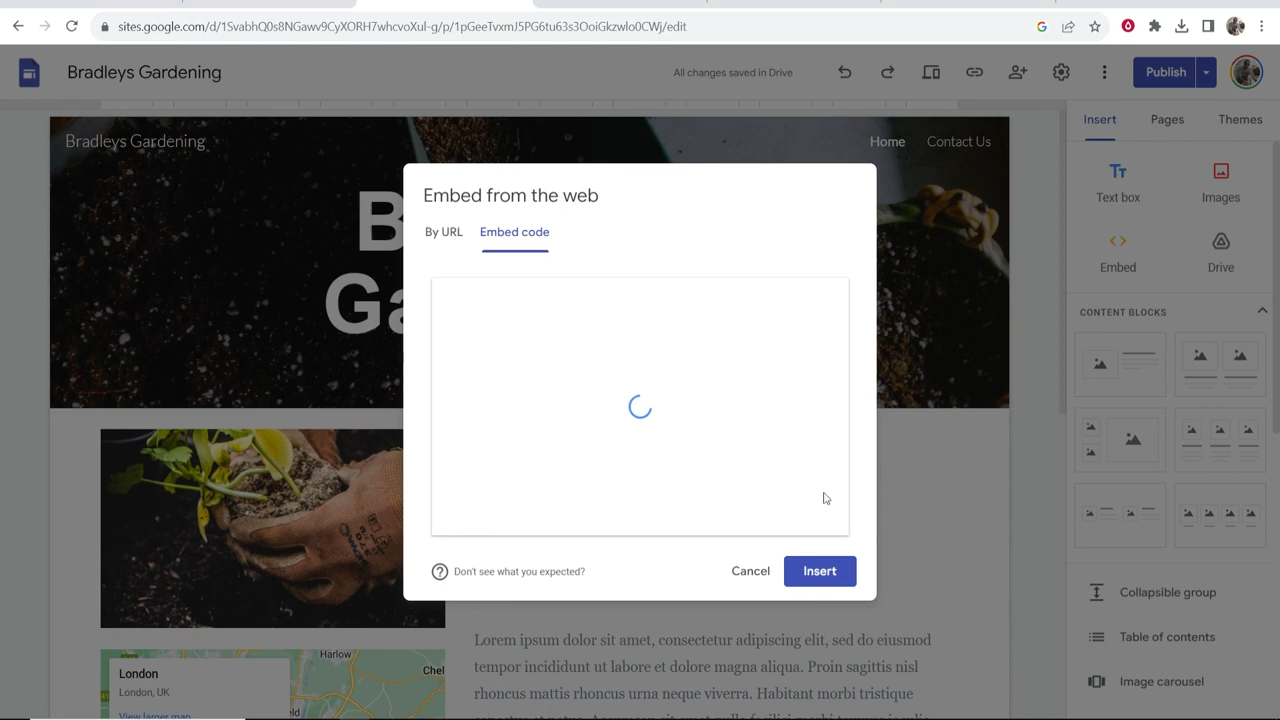 sites.google.com/d/1SvabhQ0s8NGawv9CyXORH7whcvoXul-g/p/1pGeeTvxmJ5PG6tu63s3OoiGkzwlo0CWj/edit
Bradleys Gardening
All changes saved in Drive
Publish
Insert
Pages
Themes
Bradleys Gardening
Home
Contact Us
B
Ga
Embed from the web
By URL
Embed code
Don't see what you expected?
Cancel
Insert
Text box
Images
Embed
Drive
CONTENT BLOCKS
Collapsible group
Table of contents
Image carousel
London
London, UK
View larger map
Harlow
Chel
Lorem ipsum dolor sit amet, consectetur adipiscing elit, sed do eiusmod
tempor incididunt ut labore et dolore magna aliqua. Proin sagittis nisl
rhoncus mattis rhoncus urna neque viverra. Habitant morbi tristique